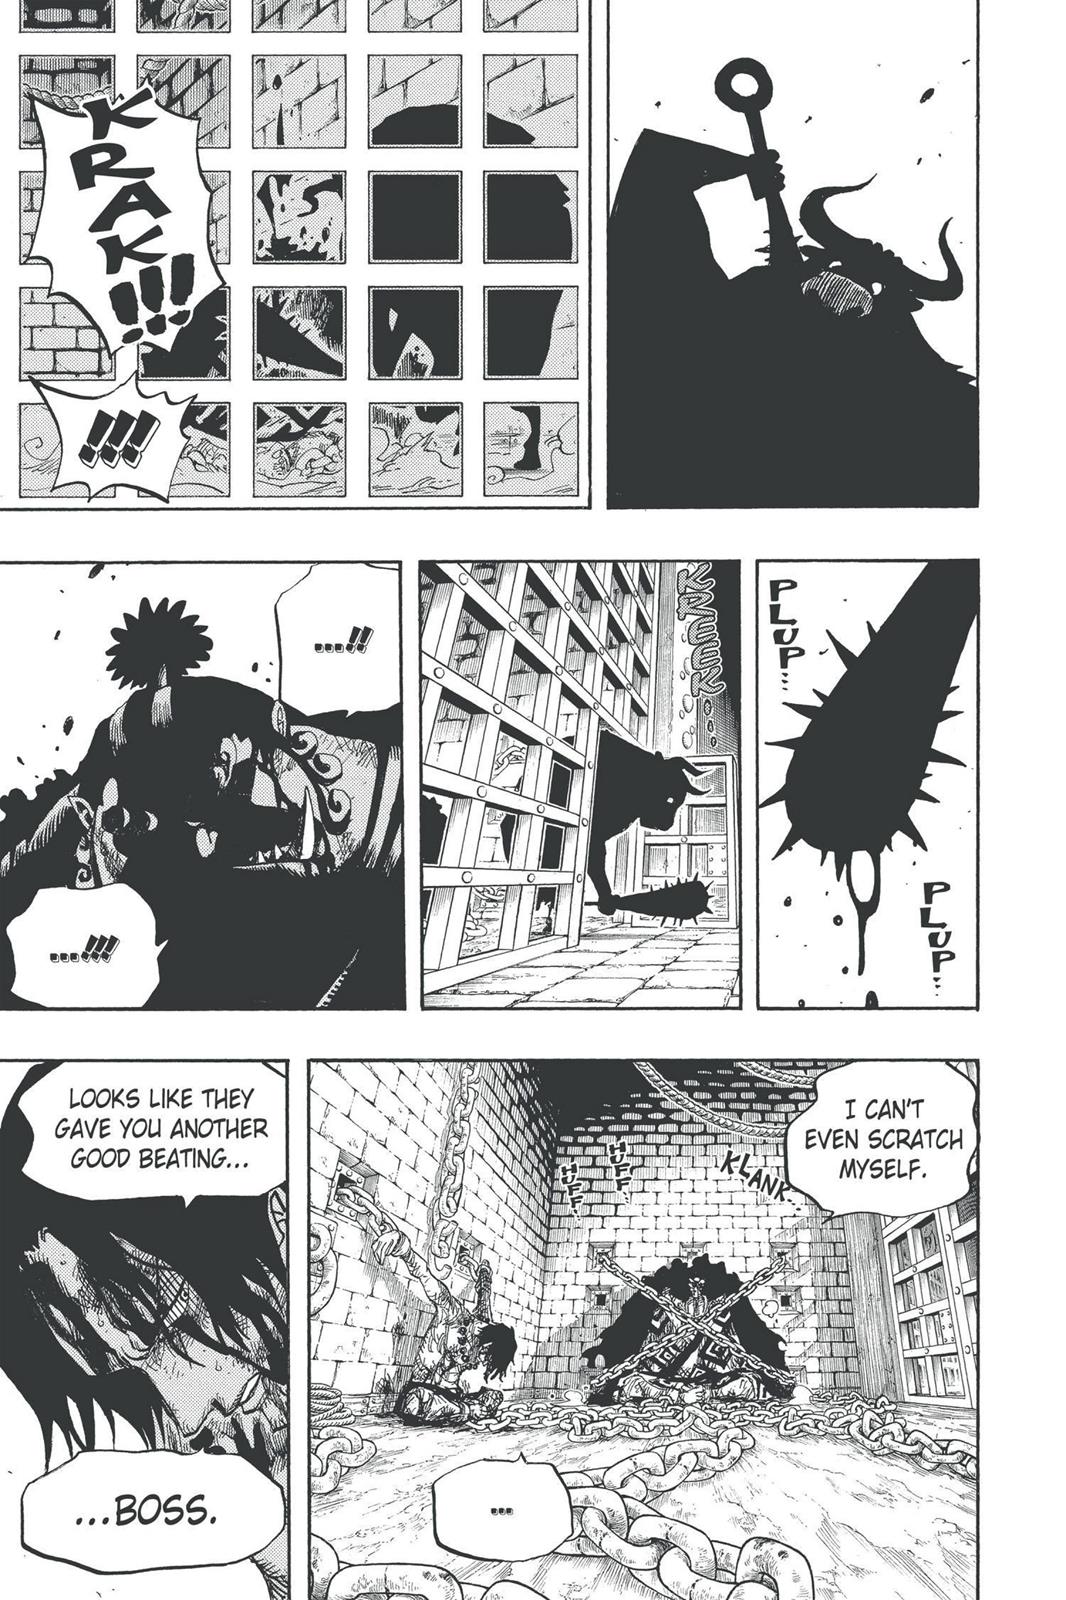 KRAK!!!
!!!!
PLUP...
PLUP...
KREEK
....!!
....!!!
I CAN'T
EVEN SCRATCH
MYSELF.
KLANK...
HUFF...
HUFF...
...
LOOKS LIKE THEY
GAVE YOU ANOTHER
GOOD BEATING...
...BOSS.